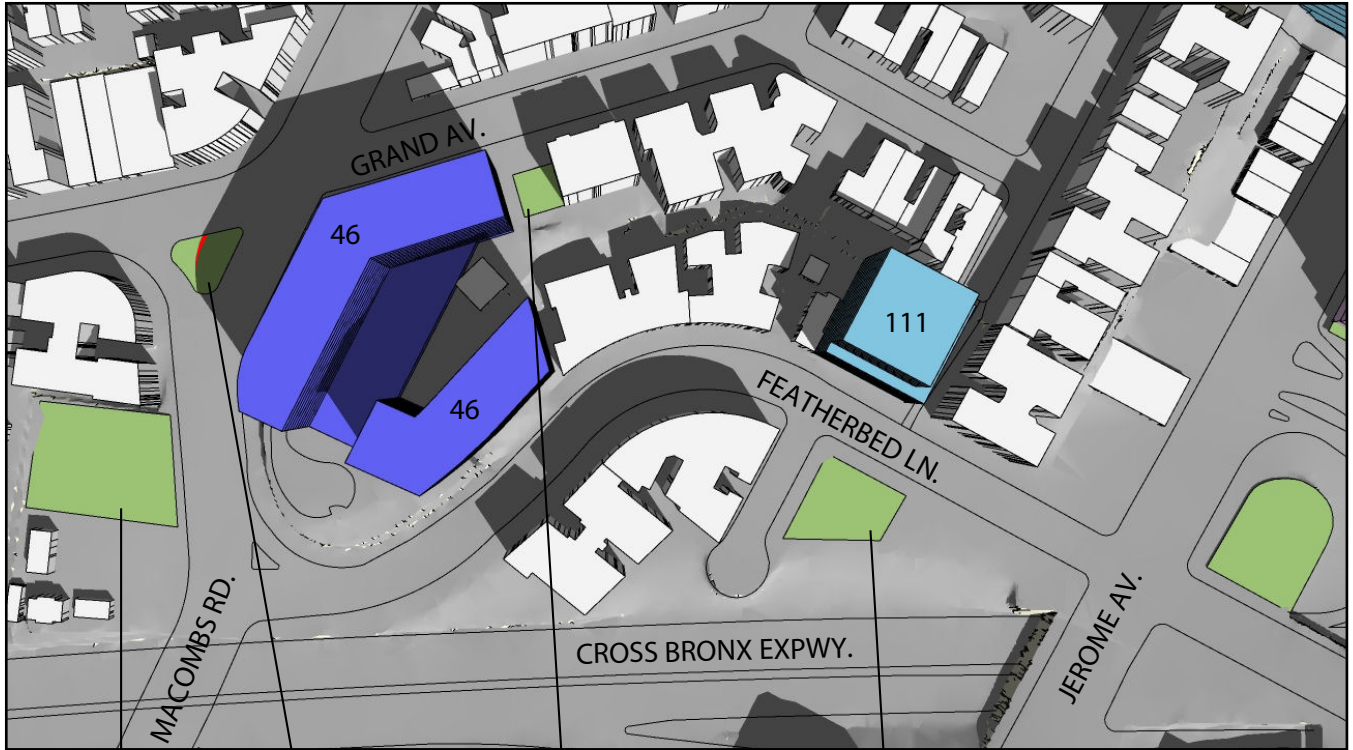 GRAND AV.
46
111
46
FEATHERBED LN.
MACOMBS RD.
CROSS BRONX EXPWY.
JEROME AV.